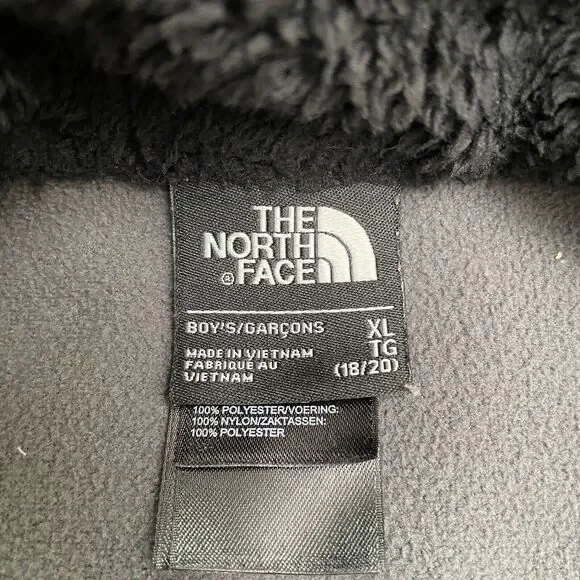 THE
NORTH
FACE
®
BOY'S/GARÇONS
XL
TG
(18/20)
MADE IN VIETNAM
FABRIQUÉ AU
VIETNAM
100% POLYESTER/VOERING:
100% NYLON/ZAKTASSEN:
100% POLYESTER